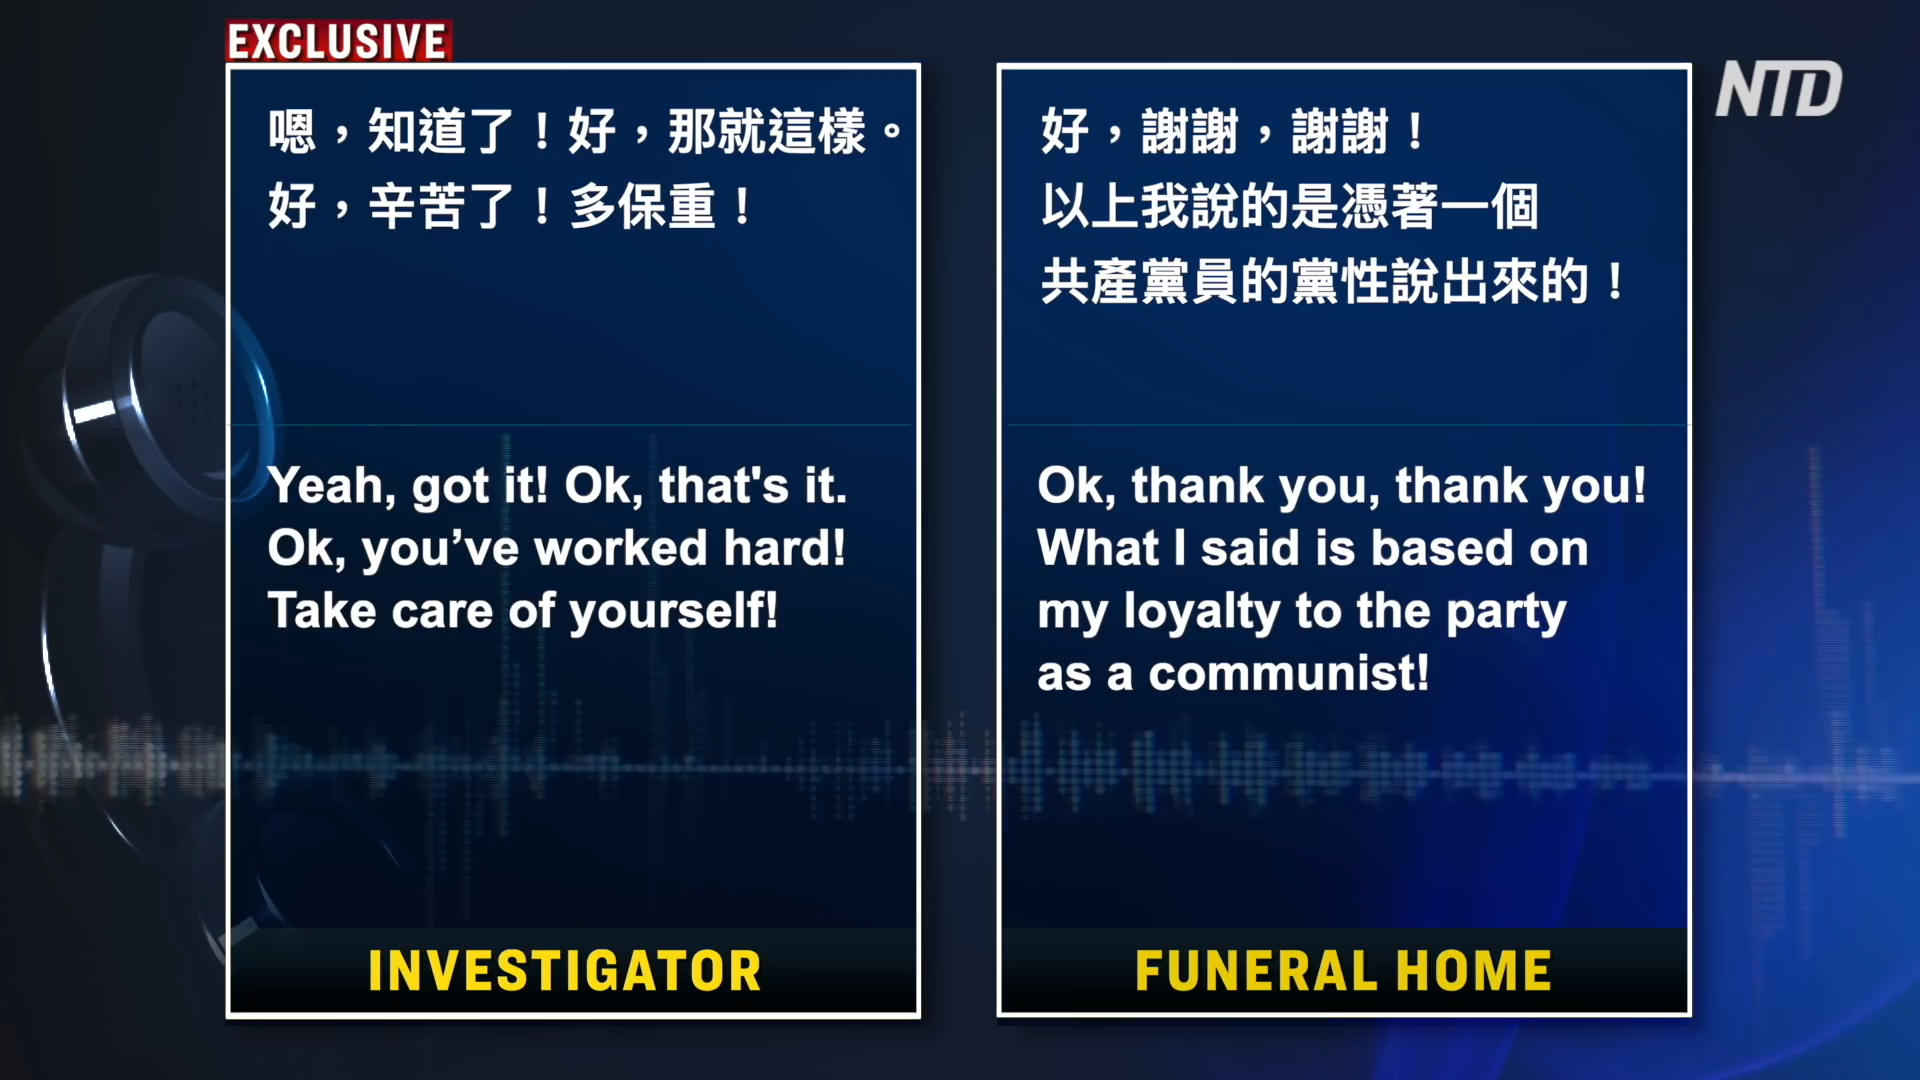 EXCLUSIVE
NTD
嗯，知道了！好，那就這樣。
好，辛苦了！多保重！
Yeah, got it! Ok, that's it.
Ok, you’ve worked hard!
Take care of yourself!
INVESTIGATOR
好，謝謝，謝謝！
以上我說的是憑著一個
共產黨員的黨性說出來的！
Ok, thank you, thank you!
What I said is based on
my loyalty to the party
as a communist!
FUNERAL HOME